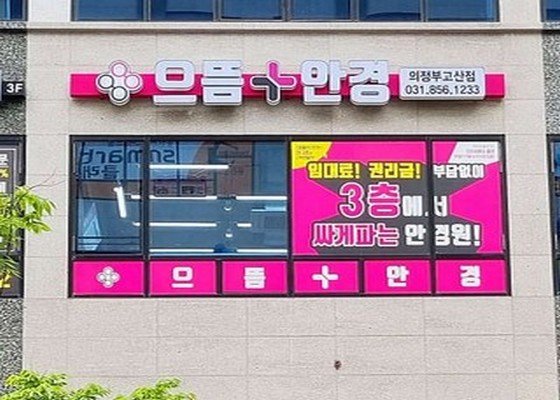 3F
으뜸+안경
의정부고산점
031.856.1233
임대료! 권리금! 부담없이
3층에서
싸게파는 안경원!
으뜸+안경